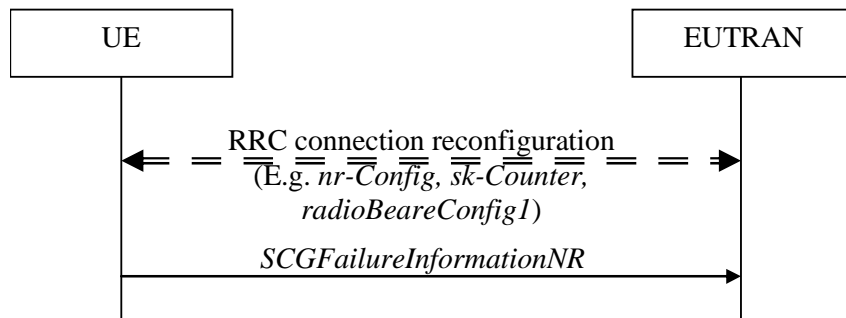 UE
EUTRAN
RRC connection reconfiguration
(E.g. nr-Config, sk-Counter,
radioBeareConfig1)
SCGFailureInformationNR